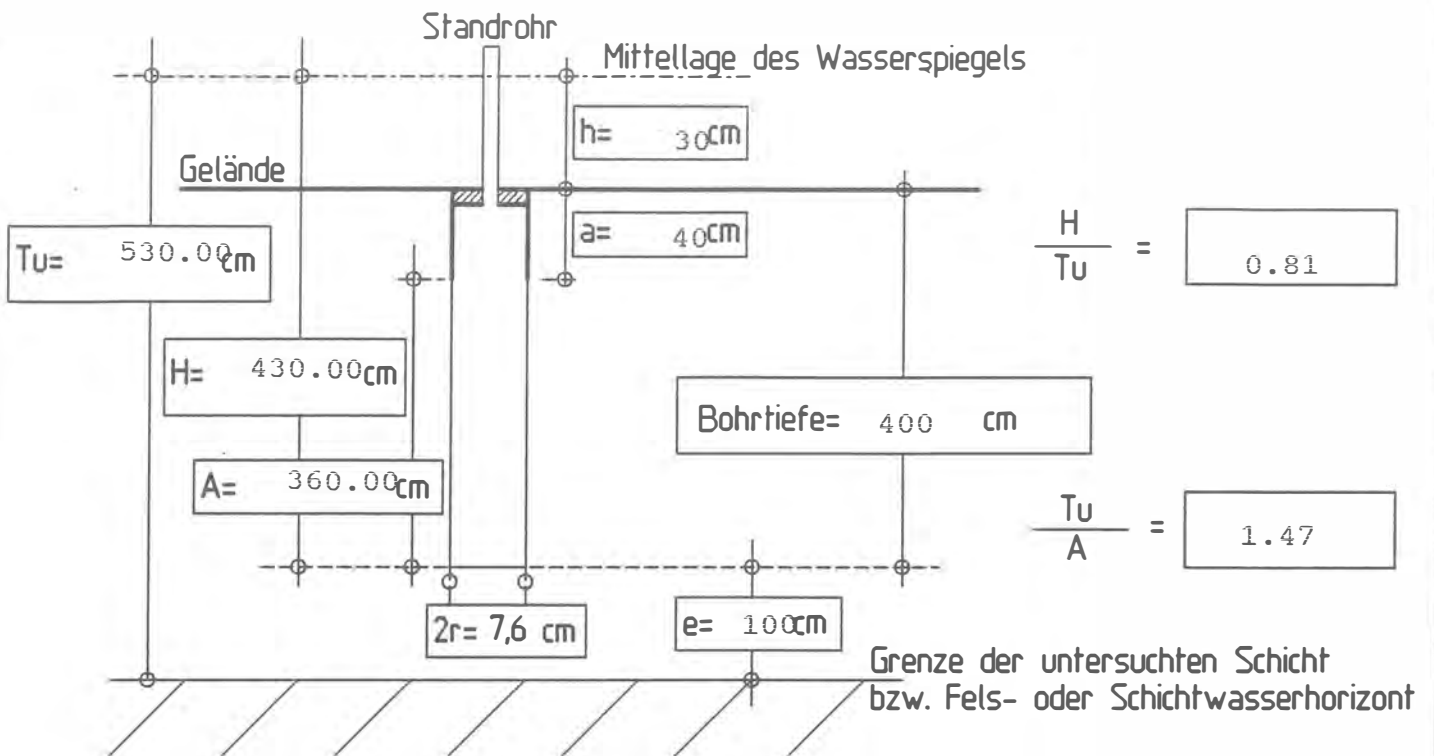 Standrohr
Mittellage des Wasserspiegels
h= 30cm
Gelände
a= 40cm
Tu= 530.00cm
H
Tu
= 0.81
H= 430.00cm
Bohrtiefe= 400 cm
A= 360.00cm
Tu
A
= 1.47
2r= 7,6 cm
e= 100cm
Grenze der untersuchten Schicht
bzw. Fels- oder Schichtwasserhorizont